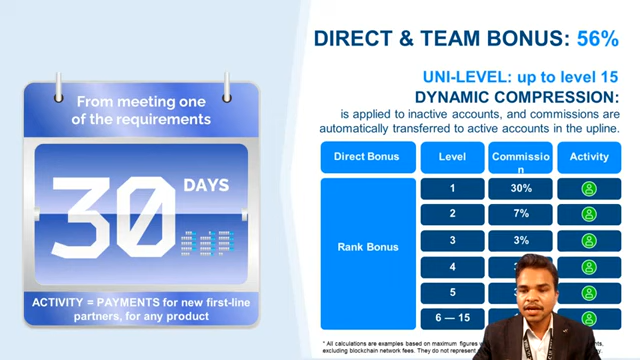 DIRECT & TEAM BONUS: 56%
UNI-LEVEL: up to level 15
DYNAMIC COMPRESSION:
is applied to inactive accounts, and commissions are
automatically transferred to active accounts in the upline.
From meeting one
of the requirements
30 DAYS
ACTIVITY = PAYMENTS for new first-line
partners, for any product
Direct Bonus Level Commissio
n Activity
Rank Bonus
1 30%
2 7%
3 3%
4
5
6 — 15
* All calculations are examples based on maximum figures
excluding blockchain network fees. They do not represent